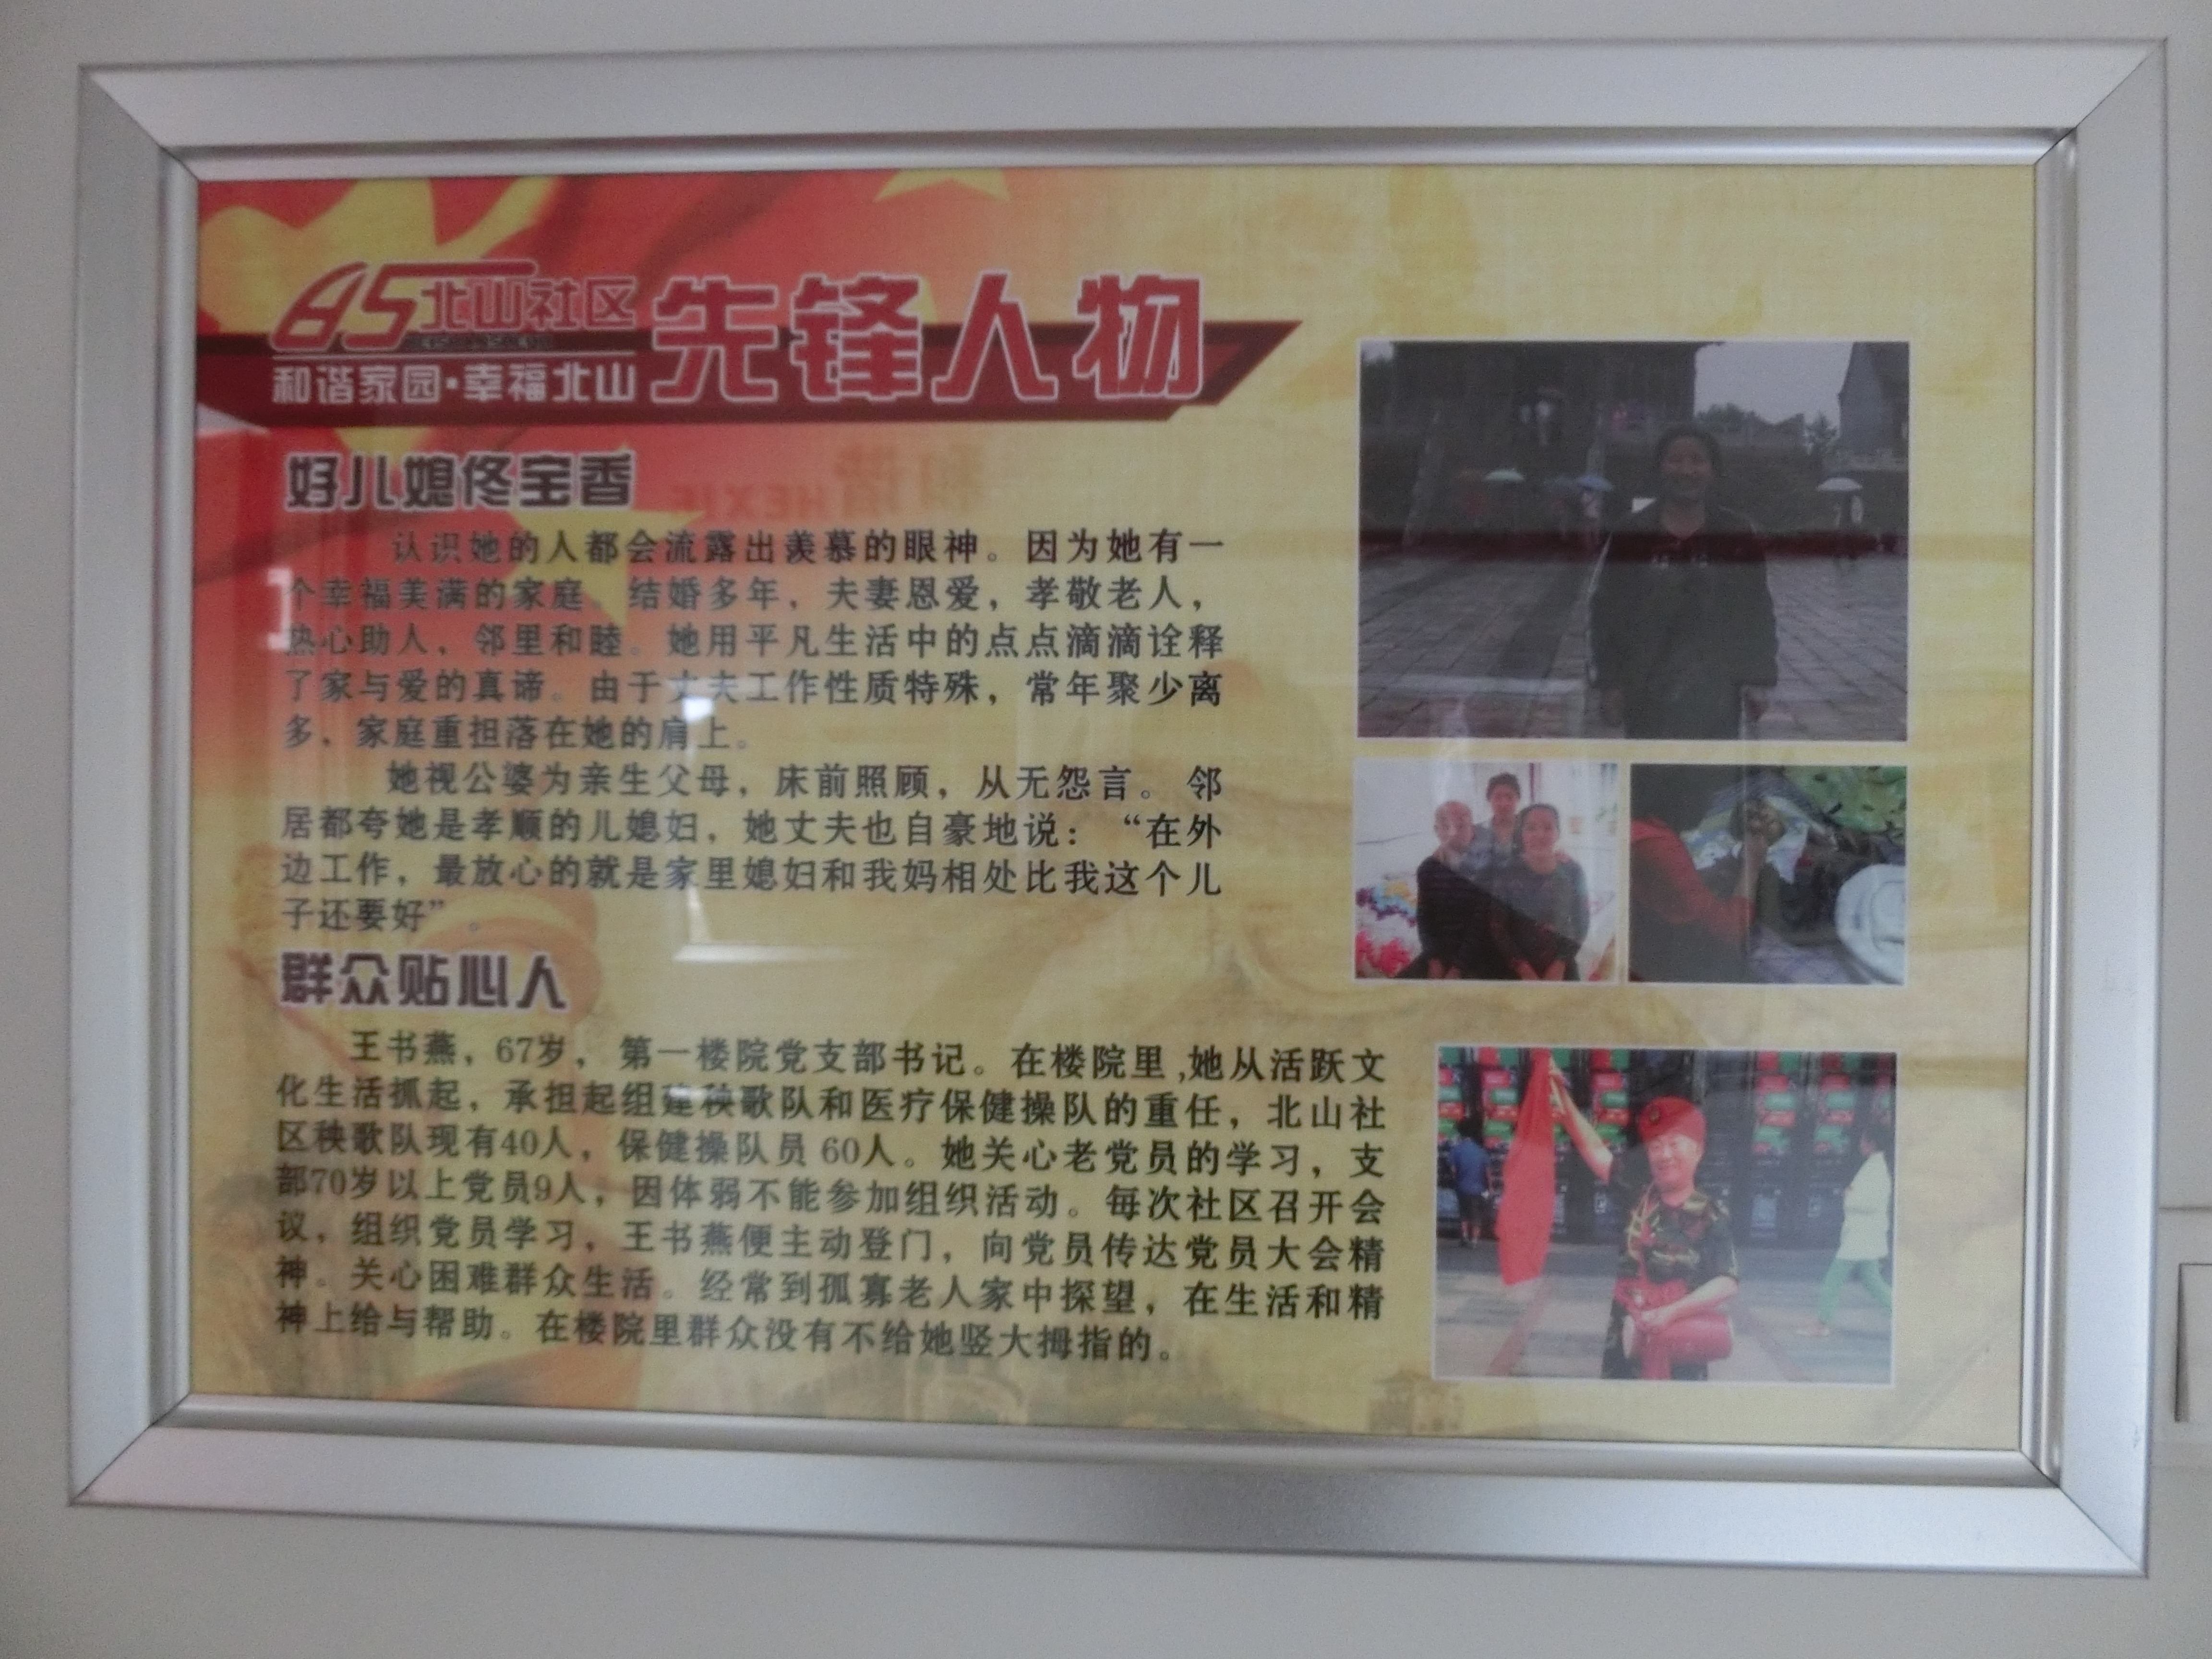 BS北山社区 先锋人物
和谐家园·幸福北山
好儿媳佟宝香
认识她的人都会流露出羡慕的眼神。因为她有一
个幸福美满的家庭。结婚多年，夫妻恩爱，孝敬老人，
热心助人，邻里和睦。她用平凡生活中的点点滴滴诠释
了家与爱的真谛。由于丈夫工作性质特殊，常年聚少离
多，家庭重担落在她的肩上。
她视公婆为亲生父母，床前照顾，从无怨言。 邻
居都夸她是孝顺的儿媳妇，她丈夫也自豪地说：“在外
边工作，最放心的就是家里媳妇和我妈相处比我这个儿
子还要好”。
群众贴心人
王书燕，67岁， 第一楼院党支部书记。在楼院里,她从活跃文
化生活抓起，承担起组建秧歌队和医疗保健操队的重任，北山社
区秧歌队现有40人，保健操队员 60人。她关心老党员的学习，支
部70岁以上党员9人，因体弱不能参加组织活动。每次社区召开会
议，组织党员学习，王书燕便主动登门，向党员传达党员大会精
神。关心困难群众生活。经常到孤寡老人家中探望，在生活和精
神上给与帮助。在楼院里群众没有不给她竖大拇指的。